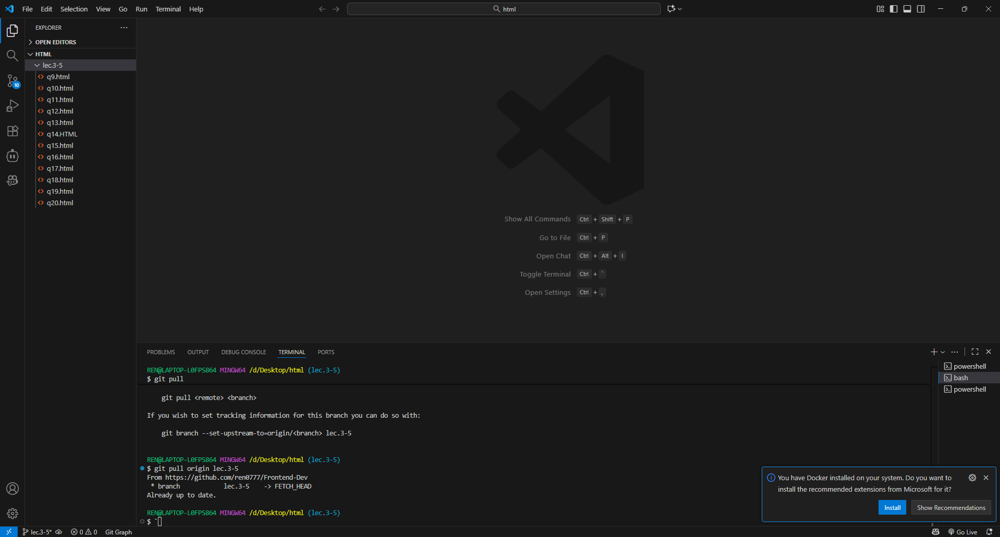 File Edit Selection View Go Run Terminal Help
html
EXPLORER
OPEN EDITORS
HTML
lec.3-5
q9.html
q10.html
q11.html
q12.html
q13.html
q14.HTML
q15.html
q16.html
q17.html
q18.html
q19.html
q20.html
10
Show All Commands Ctrl + Shift + P
Go to File Ctrl + P
Open Chat Ctrl + Alt + I
Toggle Terminal Ctrl + `
Open Settings Ctrl + ,
PROBLEMS OUTPUT DEBUG CONSOLE TERMINAL PORTS
REN@LAPTOP-L0FPS864 MINGW64 /d/Desktop/html (lec.3-5)
$ git pull
git pull <remote> <branch>
If you wish to set tracking information for this branch you can do so with:
git branch --set-upstream-to=origin/<branch> lec.3-5
REN@LAPTOP-L0FPS864 MINGW64 /d/Desktop/html (lec.3-5)
$ git pull origin lec.3-5
From https://github.com/ren0777/Frontend-Dev
* branch lec.3-5 -> FETCH_HEAD
Already up to date.
REN@LAPTOP-L0FPS864 MINGW64 /d/Desktop/html (lec.3-5)
$ `
powershell
bash
powershell
You have Docker installed on your system. Do you want to
install the recommended extensions from Microsoft for it?
Install Show Recommendations
lec.3-5* 0 0 Git Graph Go Live